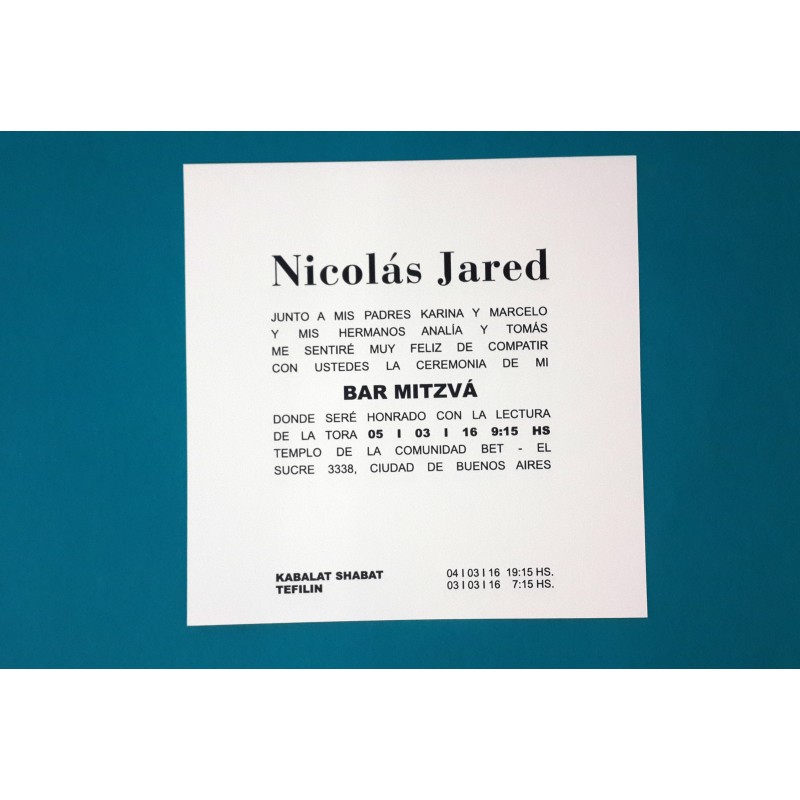 Nicolás Jared
JUNTO A MIS PADRES KARINA Y MARCELO
Y MIS HERMANOS ANALÍA Y TOMÁS
ME SENTIRÉ MUY FELIZ DE COMPATIR
CON USTEDES LA CEREMONIA DE MI
BAR MITZVÁ
DONDE SERÉ HONRADO CON LA LECTURA
DE LA TORA 05 I 03 I 16 9:15 HS
TEMPLO DE LA COMUNIDAD BET - EL
SUCRE 3338, CIUDAD DE BUENOS AIRES
KABALAT SHABAT 04 I 03 I 16 19:15 HS.
TEFILIN 03 I 03 I 16 7:15 HS.